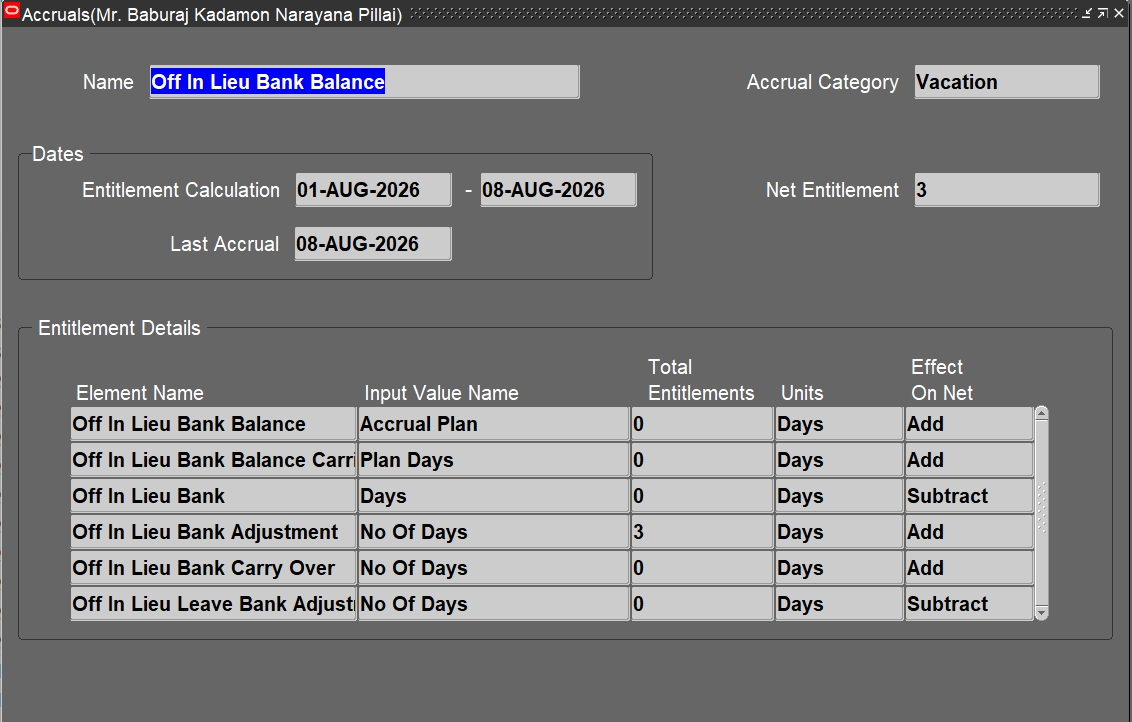 Accruals(Mr. Baburaj Kadamon Narayana Pillai)
Name Off In Lieu Bank Balance Accrual Category Vacation
Dates
Entitlement Calculation 01-AUG-2026 - 08-AUG-2026 Net Entitlement 3
Last Accrual 08-AUG-2026
Entitlement Details
Total Effect
Element Name Input Value Name Entitlements Units On Net
Off In Lieu Bank Balance Accrual Plan 0 Days Add
Off In Lieu Bank Balance Carri Plan Days 0 Days Add
Off In Lieu Bank Days 0 Days Subtract
Off In Lieu Bank Adjustment No Of Days 3 Days Add
Off In Lieu Bank Carry Over No Of Days 0 Days Add
Off In Lieu Leave Bank Adjust No Of Days 0 Days Subtract